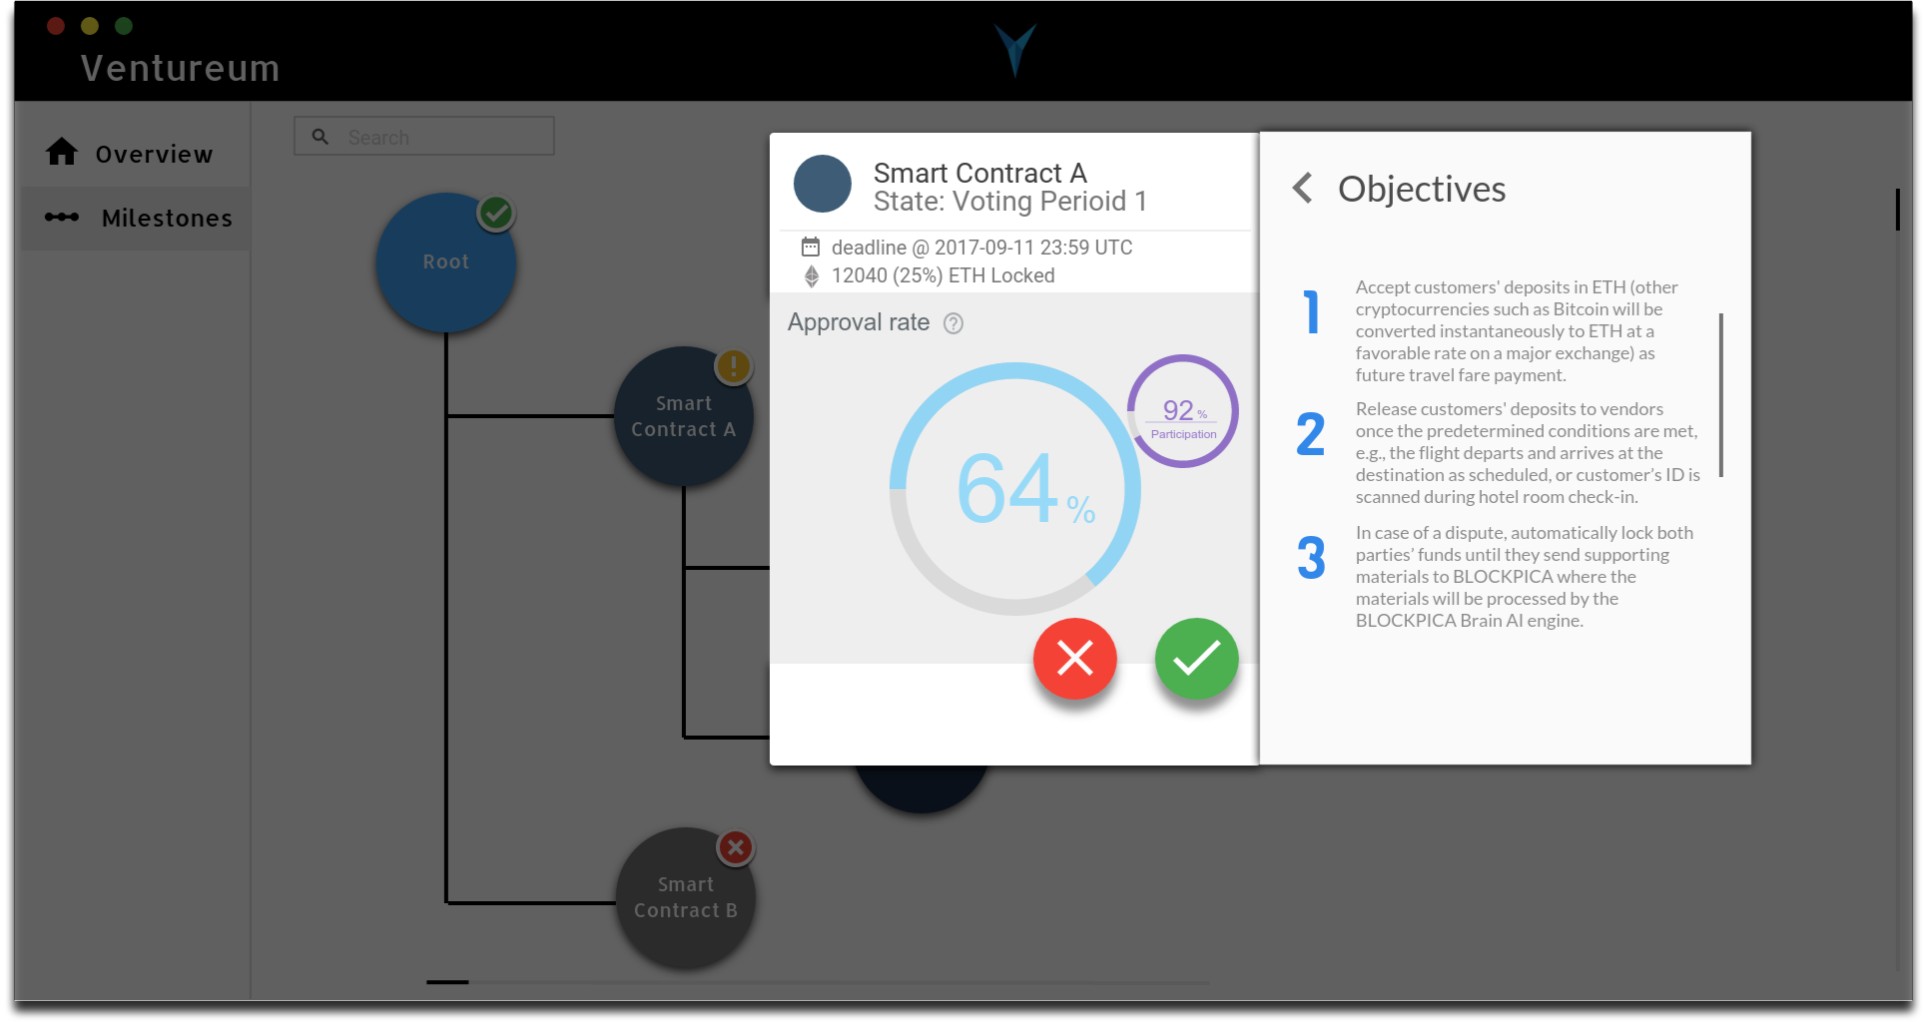 Ventureum
Overview
Milestones
Search
Root
Smart
Contract A
Smart
Contract B
Smart Contract A
State: Voting Perioid 1
deadline @ 2017-09-11 23:59 UTC
12040 (25%) ETH Locked
Approval rate ?
64 %
92 %
Participation
Objectives
1
Accept customers' deposits in ETH (other
cryptocurrencies such as Bitcoin will be
converted instantaneously to ETH at a
favorable rate on a major exchange) as
future travel fare payment.
2
Release customers' deposits to vendors
once the predetermined conditions are met,
e.g., the flight departs and arrives at the
destination as scheduled, or customer's ID is
scanned during hotel room check-in.
3
In case of a dispute, automatically lock both
parties' funds until they send supporting
materials to BLOCKPICA where the
materials will be processed by the
BLOCKPICA Brain AI engine.